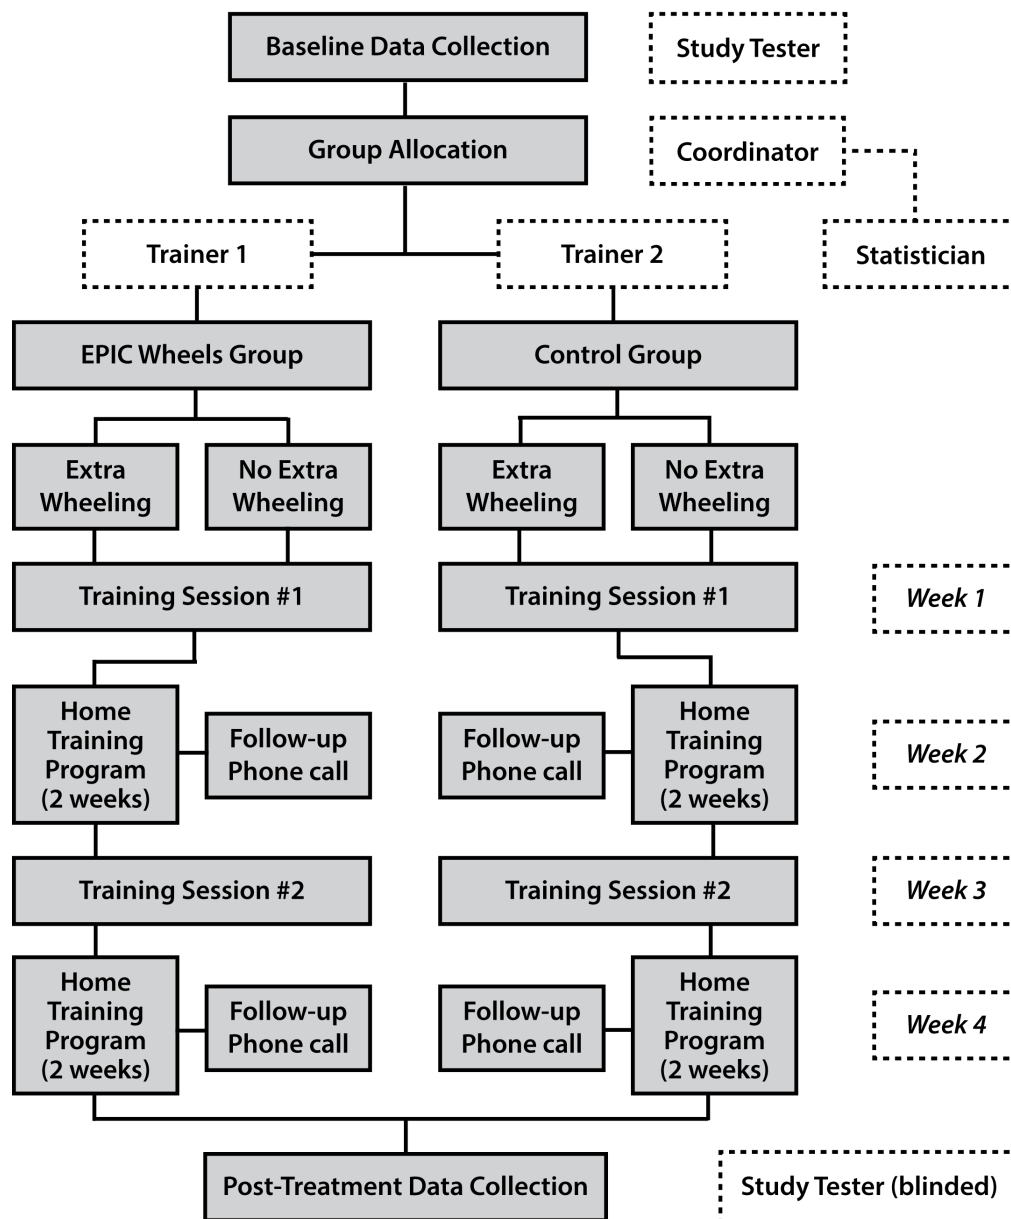 Baseline Data Collection
Study Tester
Group Allocation
Coordinator
Trainer 1
Trainer 2
Statistician
EPIC Wheels Group
Control Group
Extra
Wheeling
No Extra
Wheeling
Extra
Wheeling
No Extra
Wheeling
Training Session #1
Training Session #1
Week 1
Home
Training
Program
(2 weeks)
Follow-up
Phone call
Follow-up
Phone call
Home
Training
Program
(2 weeks)
Week 2
Training Session #2
Training Session #2
Week 3
Home
Training
Program
(2 weeks)
Follow-up
Phone call
Follow-up
Phone call
Home
Training
Program
(2 weeks)
Week 4
Post-Treatment Data Collection
Study Tester (blinded)